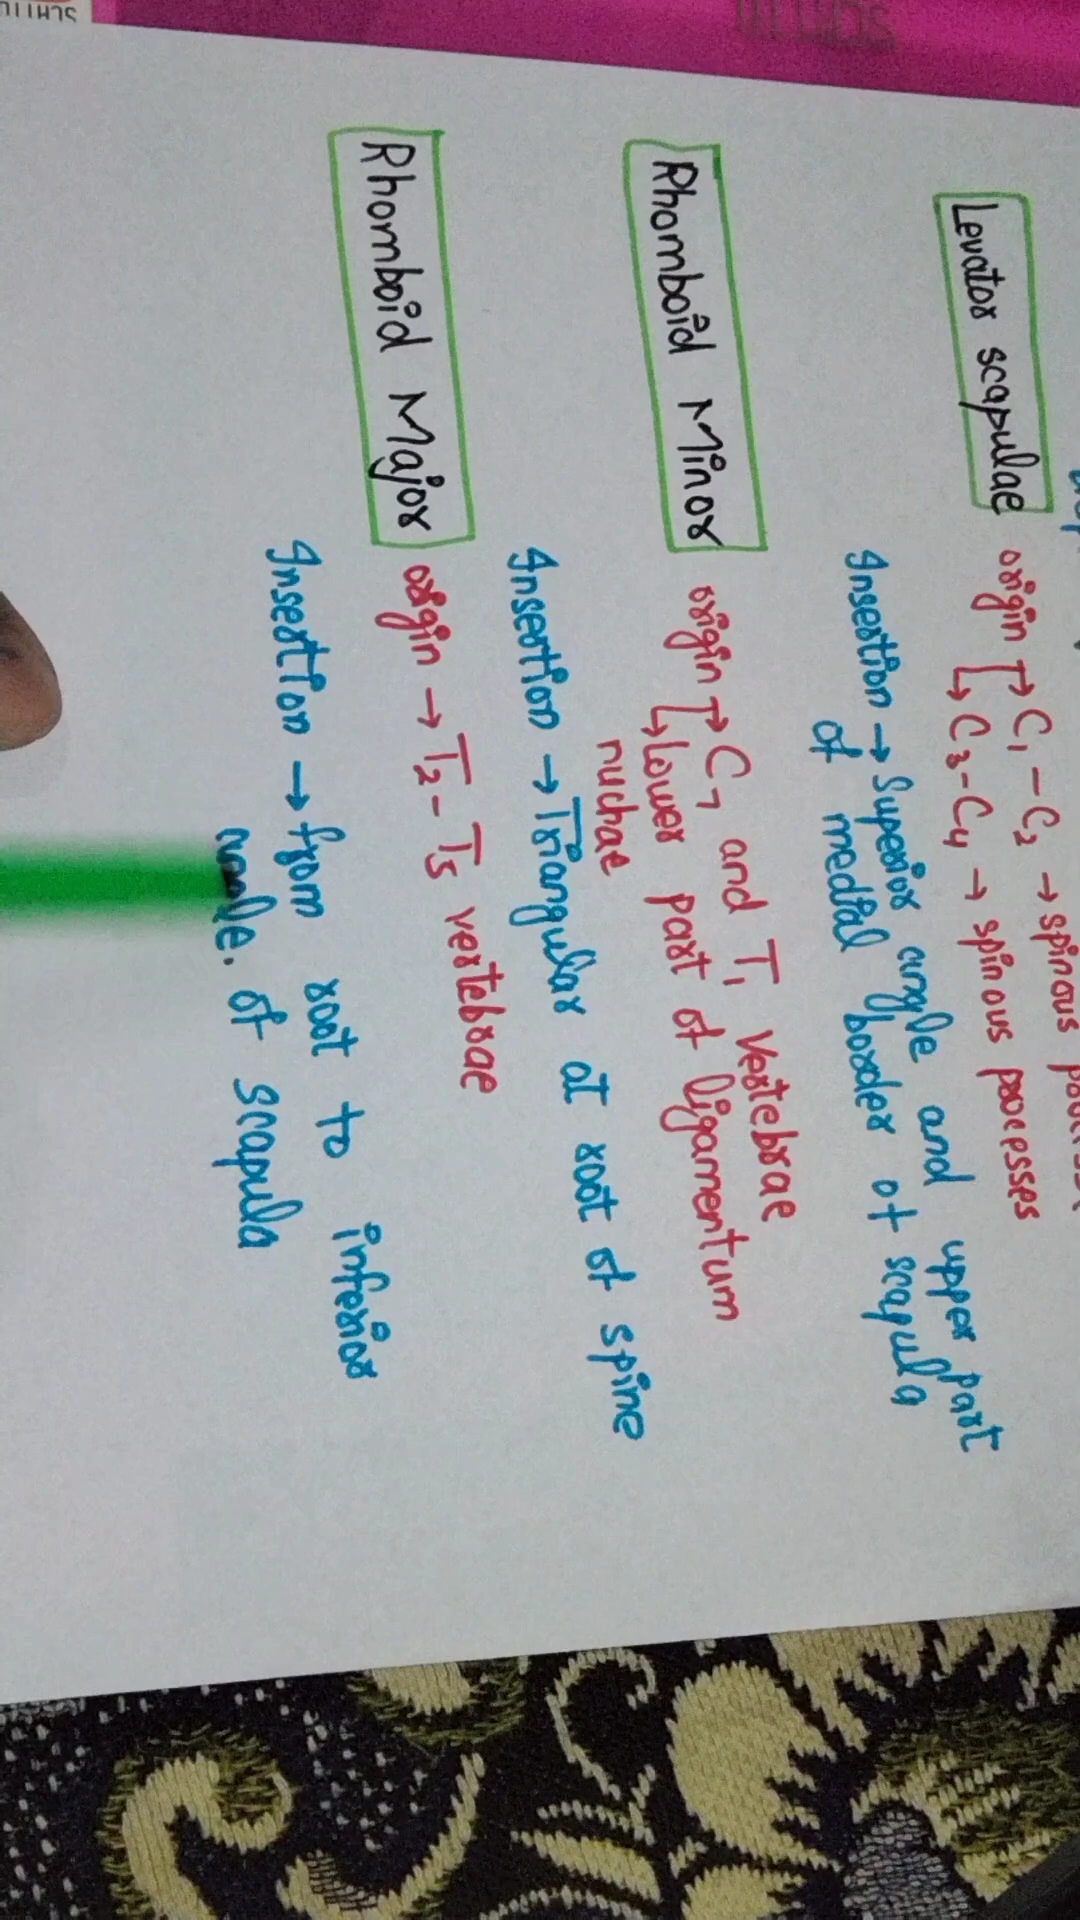 Levator scapulae
origin → C1 - C2 → spinous
→ C3 - C4 → spinous processes
Insertion → Superior angle and upper part
of medial border of scapula
Rhomboid Minor
origin → C7 and T1 Vertebrae
→ lower part of ligamentum
nuchae
Insertion → Triangular at root of spine
Rhomboid Major
origin → T2 - T5 vertebrae
Insertion → from root to inferior
of scapula